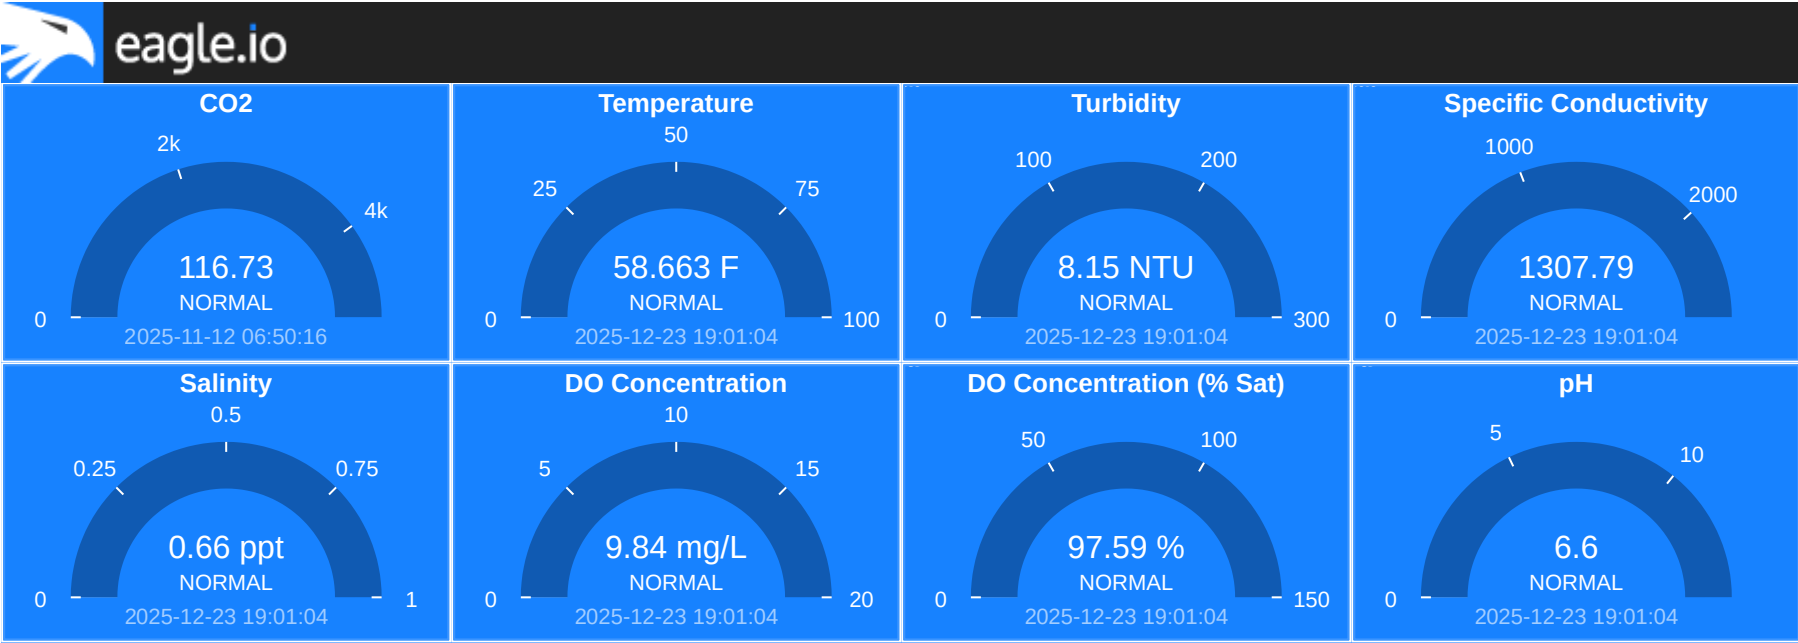 eagle.io
CO2
2k
4k
0
116.73
NORMAL
2025-11-12 06:50:16
Temperature
50
25
75
0
100
58.663 F
NORMAL
2025-12-23 19:01:04
Turbidity
100
200
0
300
8.15 NTU
NORMAL
2025-12-23 19:01:04
Specific Conductivity
1000
2000
0
1307.79
NORMAL
2025-12-23 19:01:04
Salinity
0.5
0.25
0.75
0
1
0.66 ppt
NORMAL
2025-12-23 19:01:04
DO Concentration
10
5
15
0
20
9.84 mg/L
NORMAL
2025-12-23 19:01:04
DO Concentration (% Sat)
50
100
0
150
97.59 %
NORMAL
2025-12-23 19:01:04
pH
5
10
0
6.6
NORMAL
2025-12-23 19:01:04